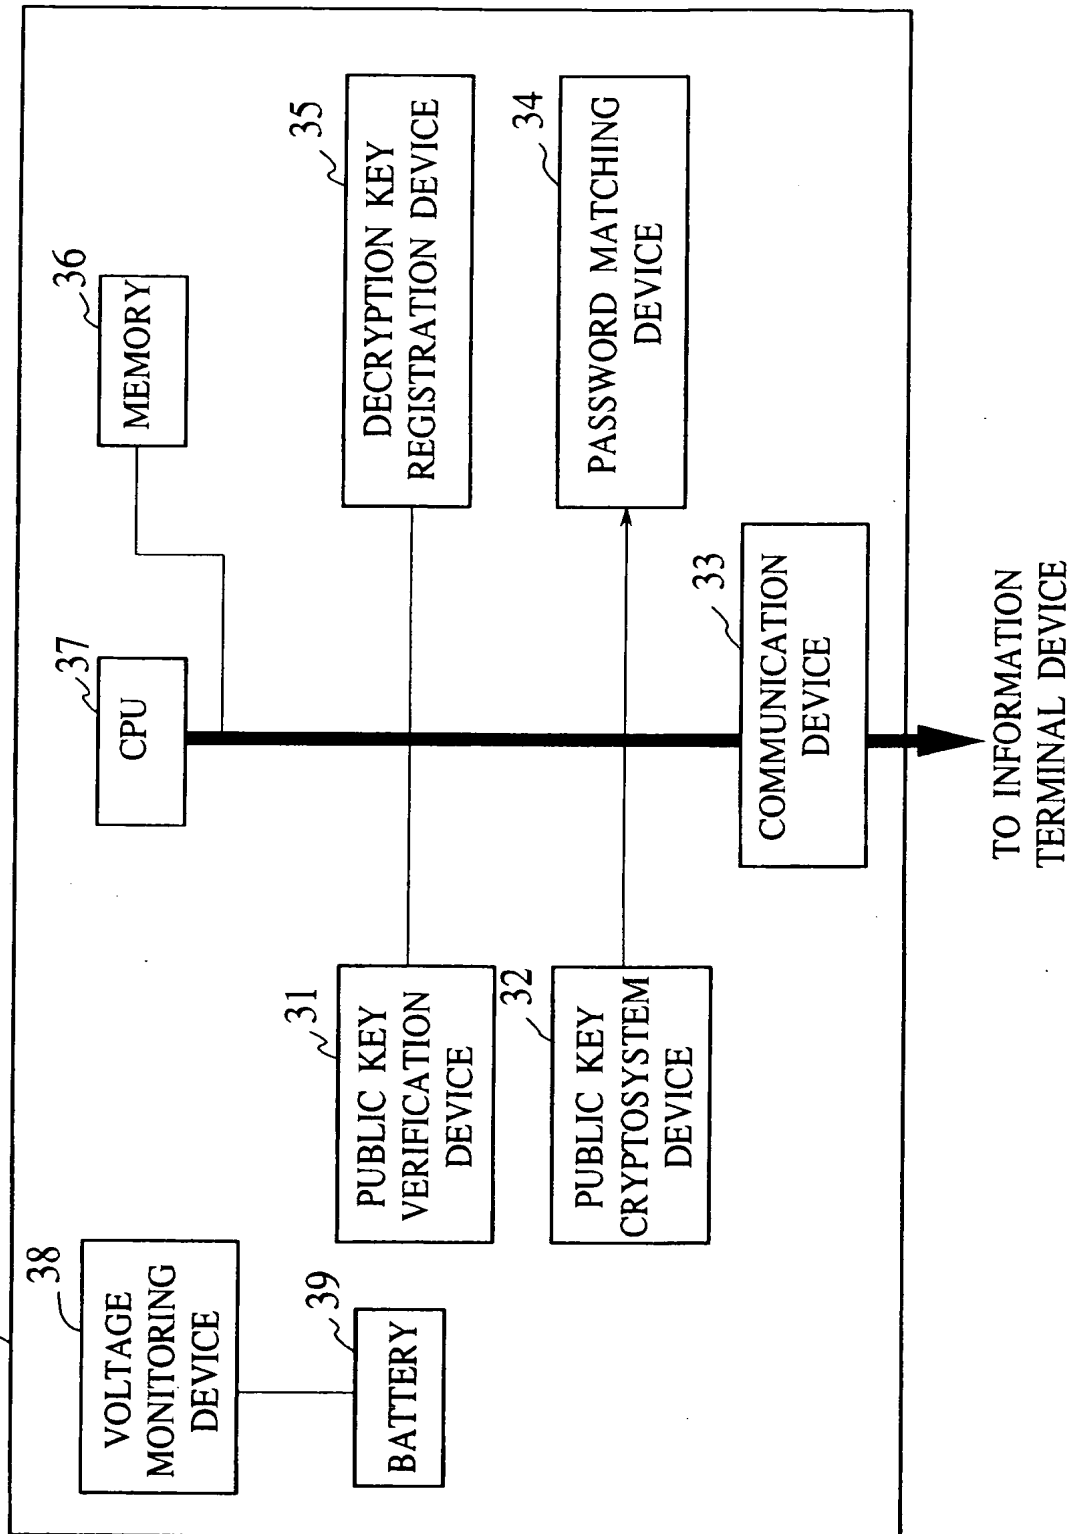 38
VOLTAGE
MONITORING
DEVICE
39
BATTERY
37
CPU
36
MEMORY
31
PUBLIC KEY
VERIFICATION
DEVICE
35
DECRYPTION KEY
REGISTRATION DEVICE
32
PUBLIC KEY
CRYPTOSYSTEM
DEVICE
34
PASSWORD MATCHING
DEVICE
33
COMMUNICATION
DEVICE
TO INFORMATION
TERMINAL DEVICE